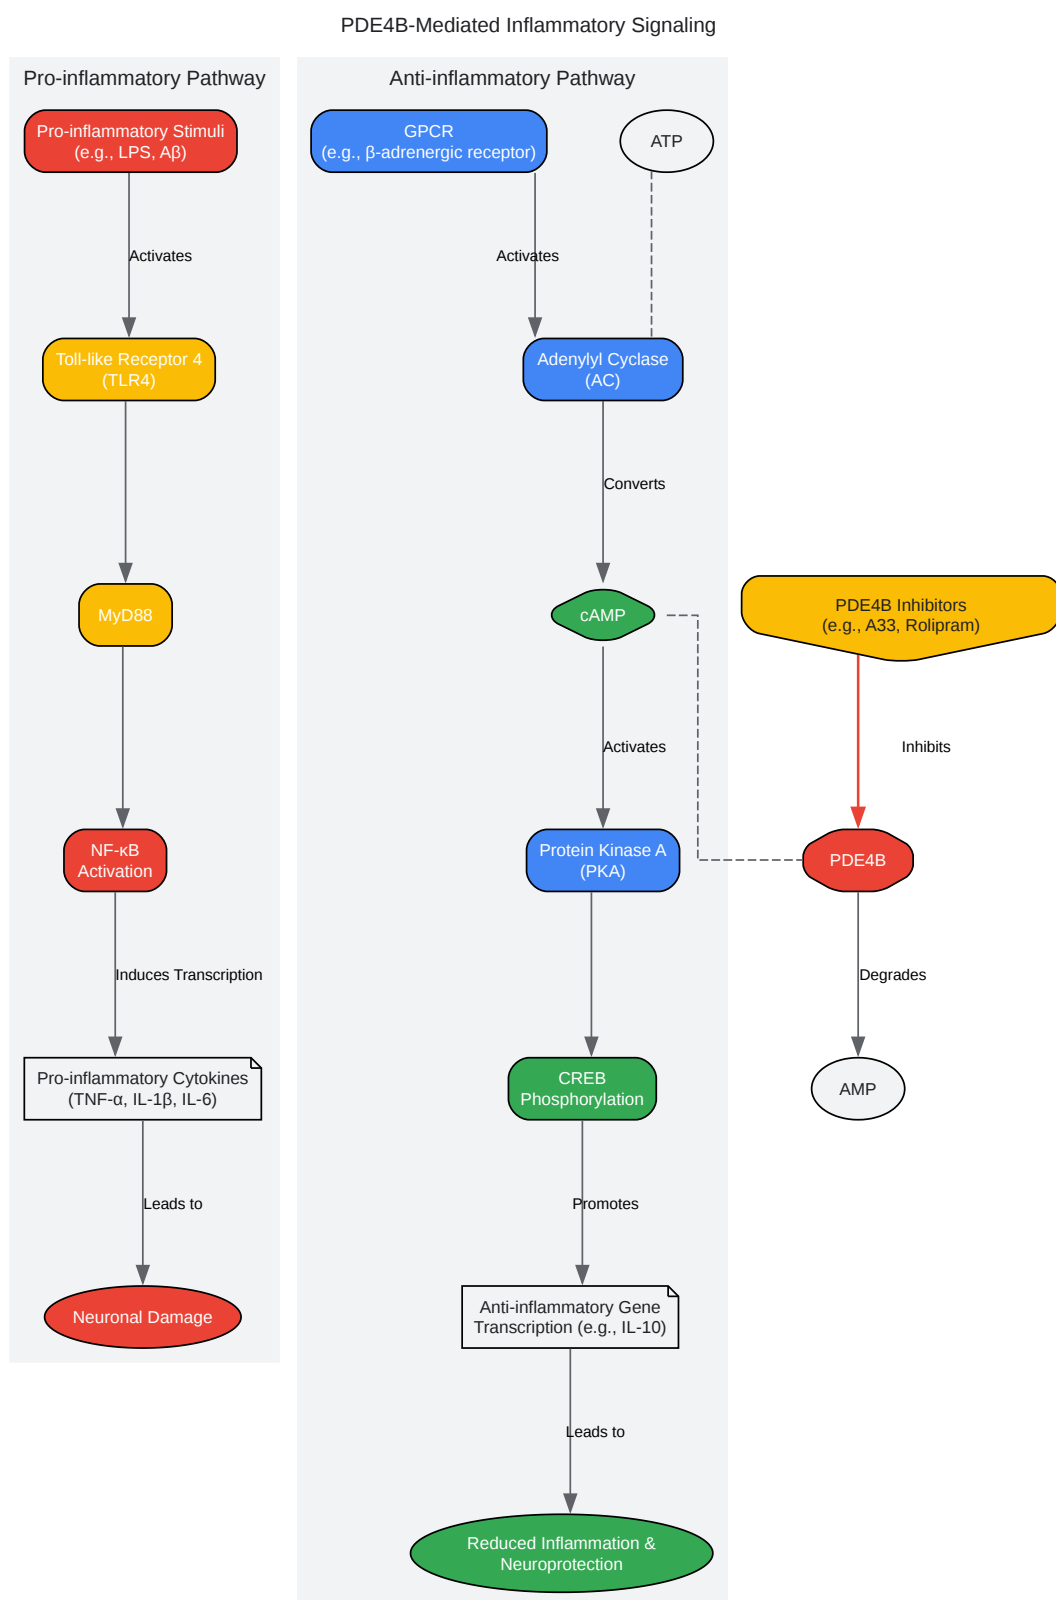 PDE4B-Mediated Inflammatory Signaling
Pro-inflammatory Pathway
Pro-inflammatory Stimuli
(e.g., LPS, Aβ)
Activates
Toll-like Receptor 4
(TLR4)
MyD88
NF-κB
Activation
Induces Transcription
Pro-inflammatory Cytokines
(TNF-α, IL-1β, IL-6)
Leads to
Neuronal Damage
Anti-inflammatory Pathway
GPCR
(e.g., β-adrenergic receptor)
ATP
Activates
Adenylyl Cyclase
(AC)
Converts
cAMP
Activates
Protein Kinase A
(PKA)
CREB
Phosphorylation
Promotes
Anti-inflammatory Gene
Transcription (e.g., IL-10)
Leads to
Reduced Inflammation &
Neuroprotection
PDE4B Inhibitors
(e.g., A33, Rolipram)
Inhibits
PDE4B
Degrades
AMP